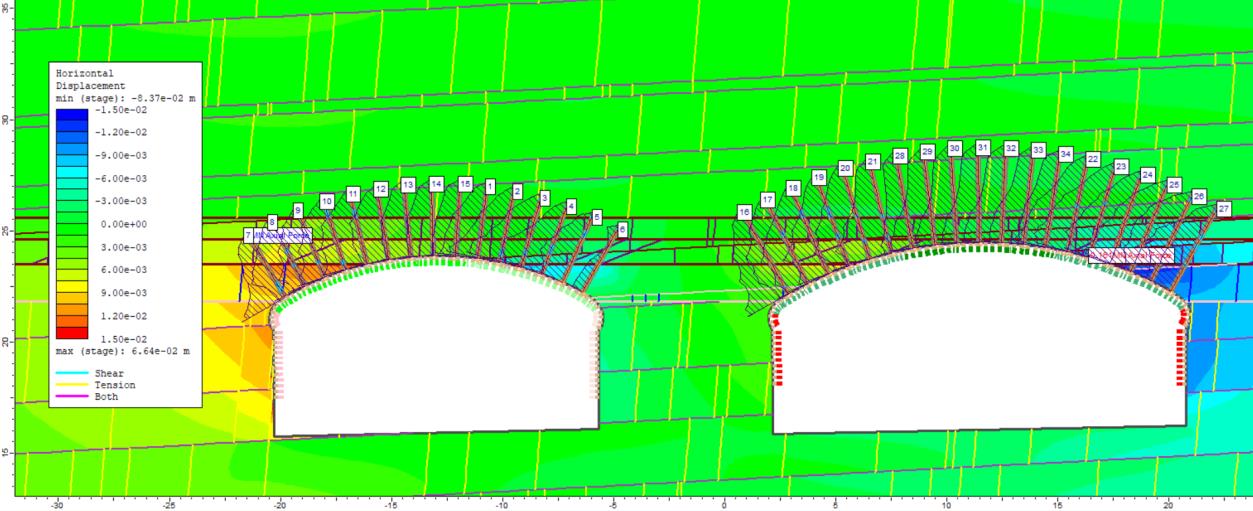 Horizontal
Displacement
min (stage): -8.37e-02 m
-1.50e-02
-1.20e-02
-9.00e-03
-6.00e-03
-3.00e-03
0.00e+00
3.00e-03
6.00e-03
9.00e-03
1.20e-02
1.50e-02
max (stage): 6.64e-02 m
Shear
Tension
Both
7 8 9 10 11 12 13 14 15 1 2 3 4 5 6
Axial Force
16 17 18 19 20 21 28 29 30 31 32 33 34 22 23 24 25 26 27
MN Axial Force
35
30
25
20
15
-30 -25 -20 -15 -10 -5 0 5 10 15 20